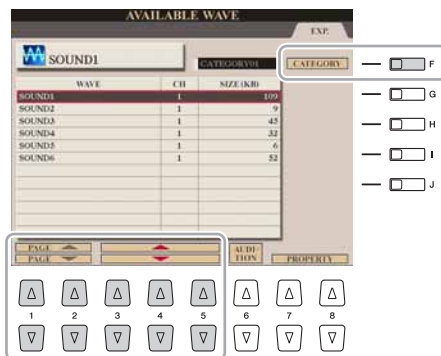 AVAILABLE WAVE
EXP.
SOUND1
CATEGORY01
CATEGORY
F
WAVE CH SIZE (KB)
SOUND1 1 109
SOUND2 1 9
SOUND3 1 45
SOUND4 1 32
SOUND5 1 6
SOUND6 1 52
G
H
I
J
PAGE
PAGE
AUDI-
TION
PROPERTY
1 2 3 4 5 6 7 8